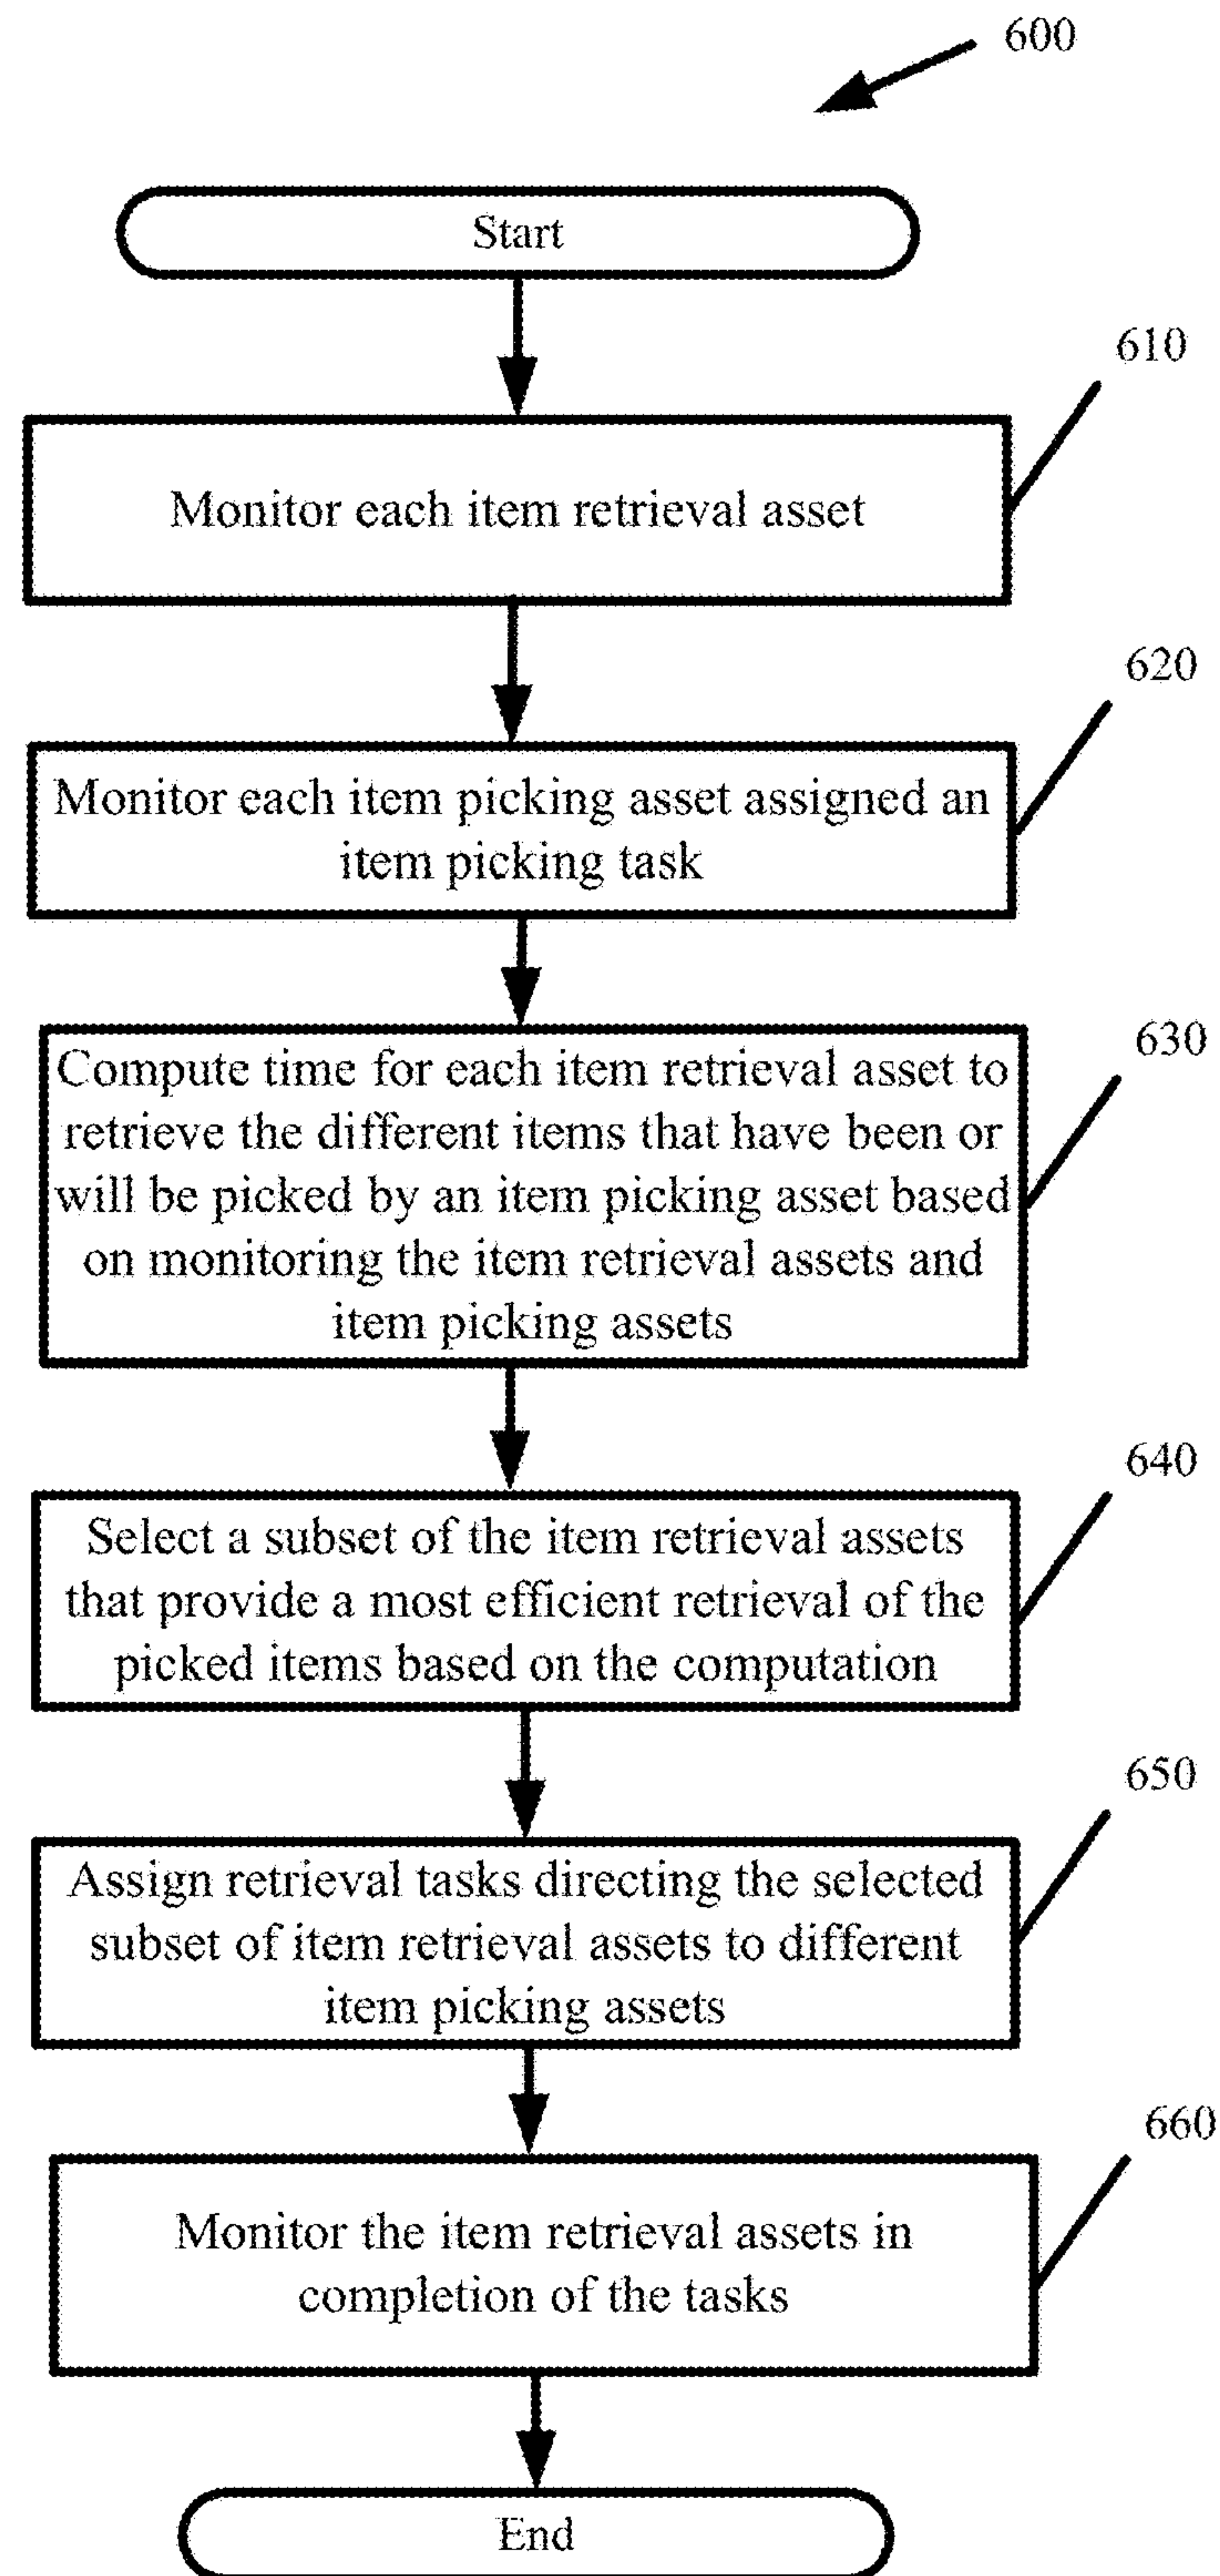 600
Start
610
Monitor each item retrieval asset
620
Monitor each item picking asset assigned an
item picking task
630
Compute time for each item retrieval asset to
retrieve the different items that have been or
will be picked by an item picking asset based
on monitoring the item retrieval assets and
item picking assets
640
Select a subset of the item retrieval assets
that provide a most efficient retrieval of the
picked items based on the computation
650
Assign retrieval tasks directing the selected
subset of item retrieval assets to different
item picking assets
660
Monitor the item retrieval assets in
completion of the tasks
End